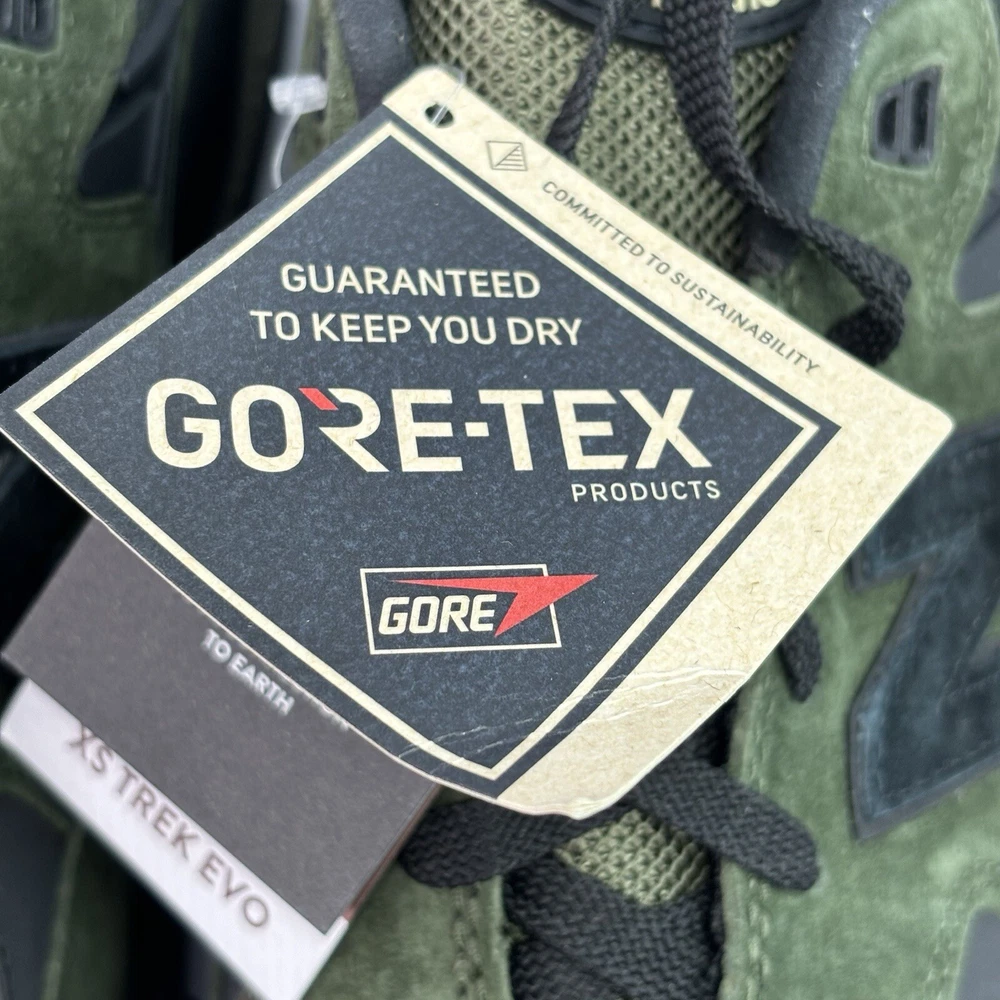 COMMITTED TO SUSTAINABILITY
GUARANTEED
TO KEEP YOU DRY
GORE-TEX
PRODUCTS
GORE
TO EARTH
XS TREK EVO